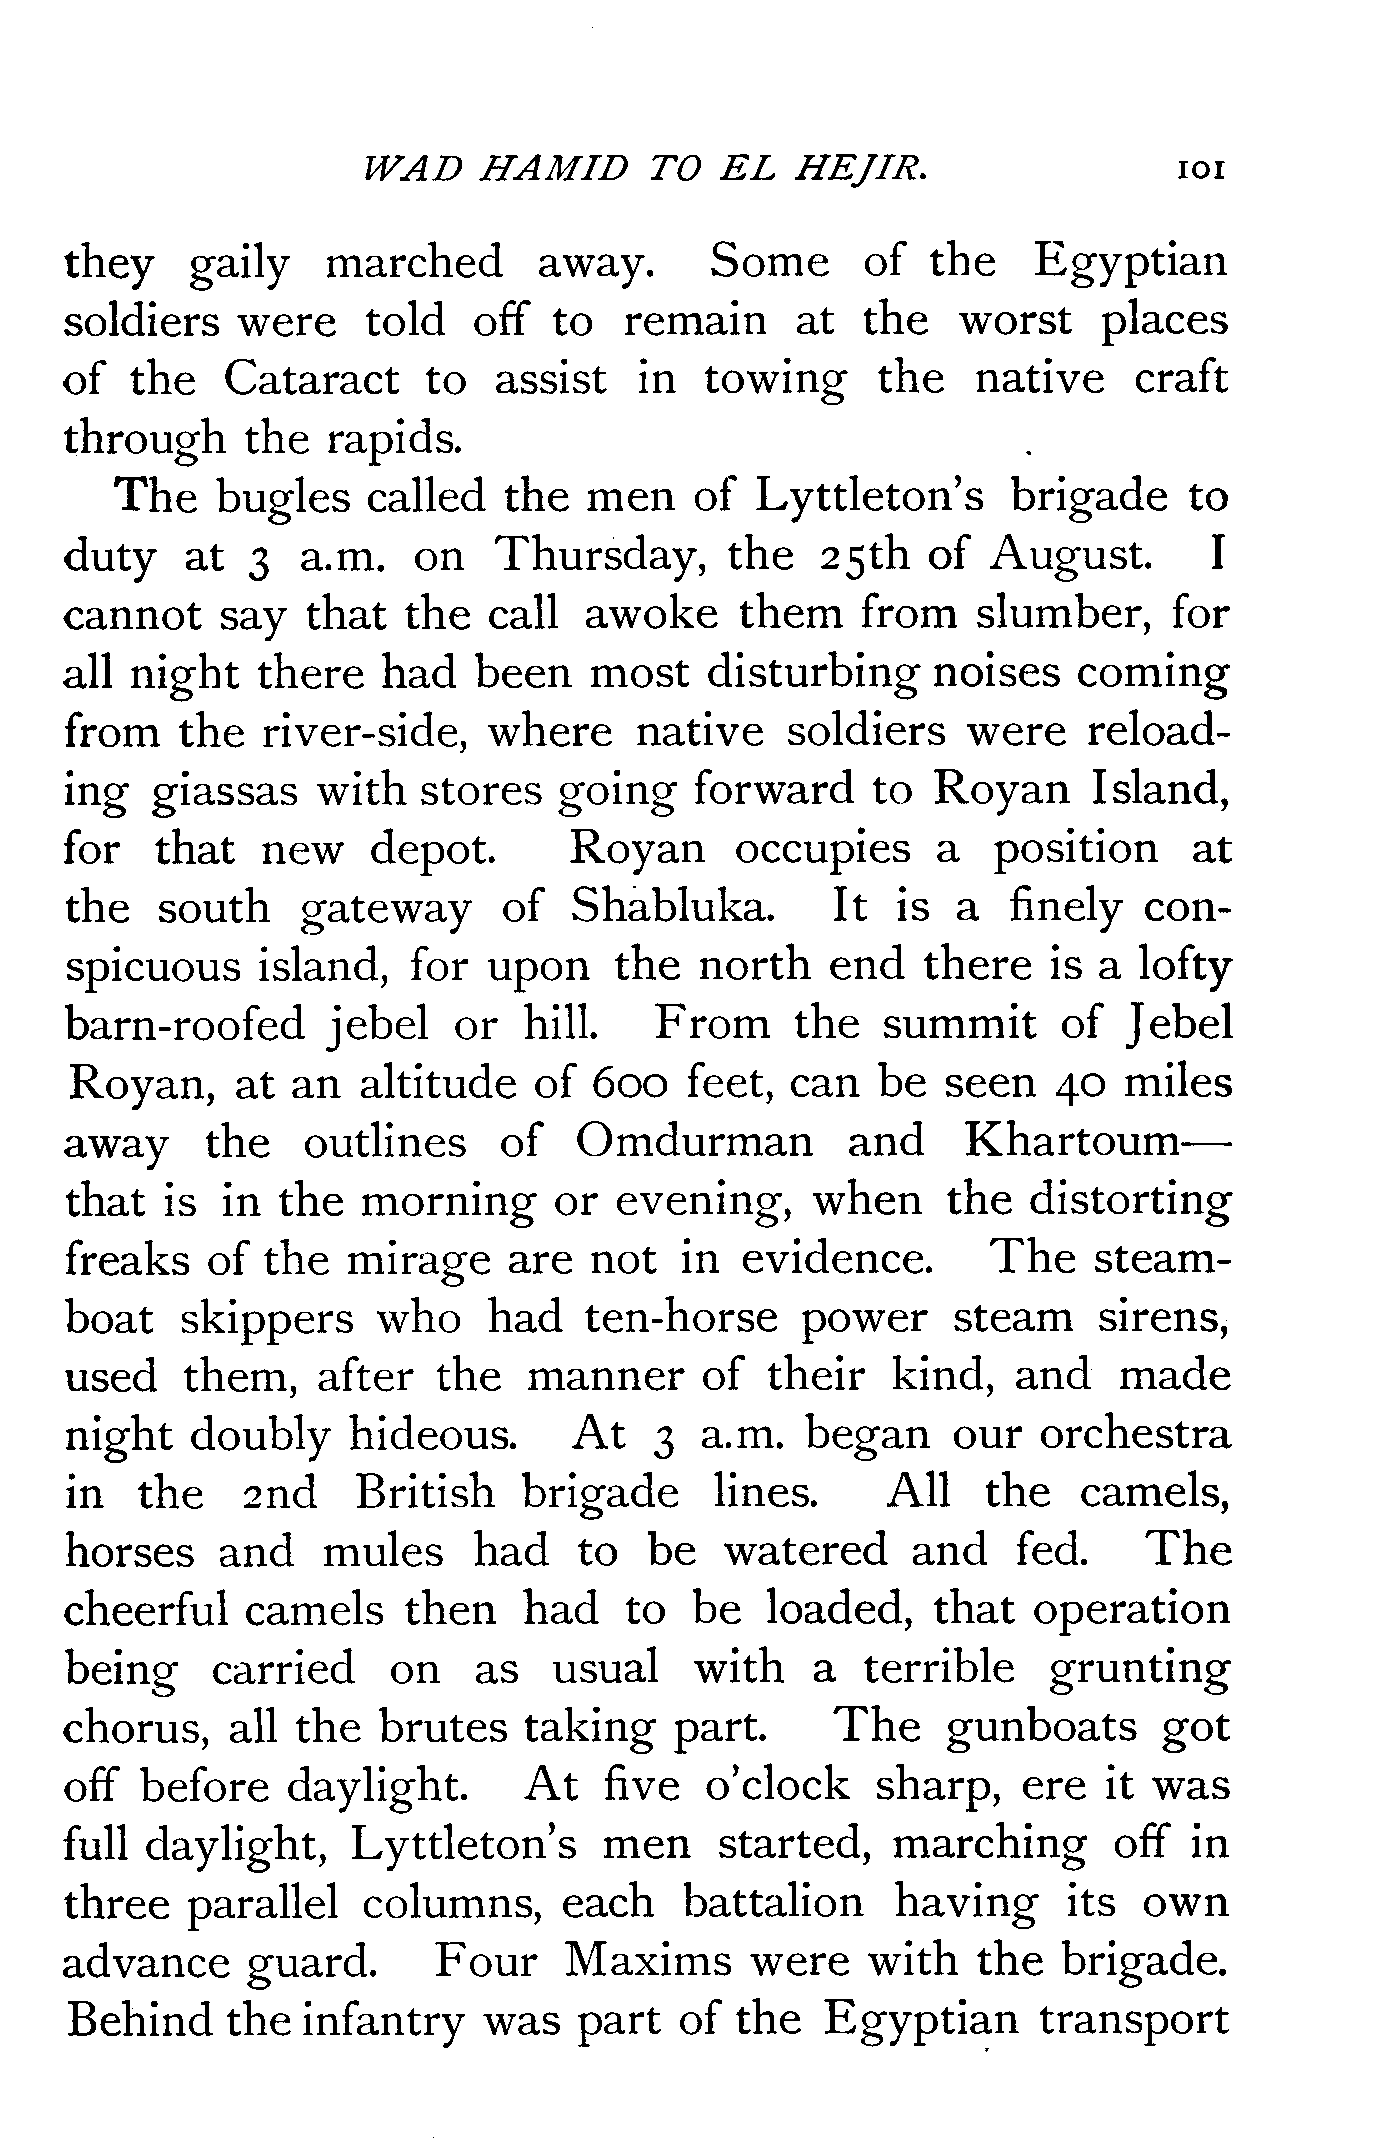 WAD HAMID TO EL HEJIR. 101
they gaily marched away. Some of the Egyptian
soldiers were told off to remain at the worst places
of the Cataract to assist in towing the native craft
through the rapids.
The bugles called the men of Lyttleton's brigade to
duty at 3 a.m. on Thursday, the 25th of August. I
cannot say that the call awoke them from slumber, for
all night there had been most disturbing noises coming
from the river-side, where native soldiers were reload-
ing giassas with stores going forward to Royan Island,
for that new depot. Royan occupies a position at
the south gateway of Shabluka. It is a finely con-
spicuous island, for upon the north end there is a lofty
barn-roofed jebel or hill. From the summit of Jebel
Royan, at an altitude of 600 feet, can be seen 40 miles
away the outlines of Omdurman and Khartoum—
that is in the morning or evening, when the distorting
freaks of the mirage are not in evidence. The steam-
boat skippers who had ten-horse power steam sirens,
used them, after the manner of their kind, and made
night doubly hideous. At 3 a.m. began our orchestra
in the 2nd British brigade lines. All the camels,
horses and mules had to be watered and fed. The
cheerful camels then had to be loaded, that operation
being carried on as usual with a terrible grunting
chorus, all the brutes taking part. The gunboats got
off before daylight. At five o'clock sharp, ere it was
full daylight, Lyttleton's men started, marching off in
three parallel columns, each battalion having its own
advance guard. Four Maxims were with the brigade.
Behind the infantry was part of the Egyptian transport